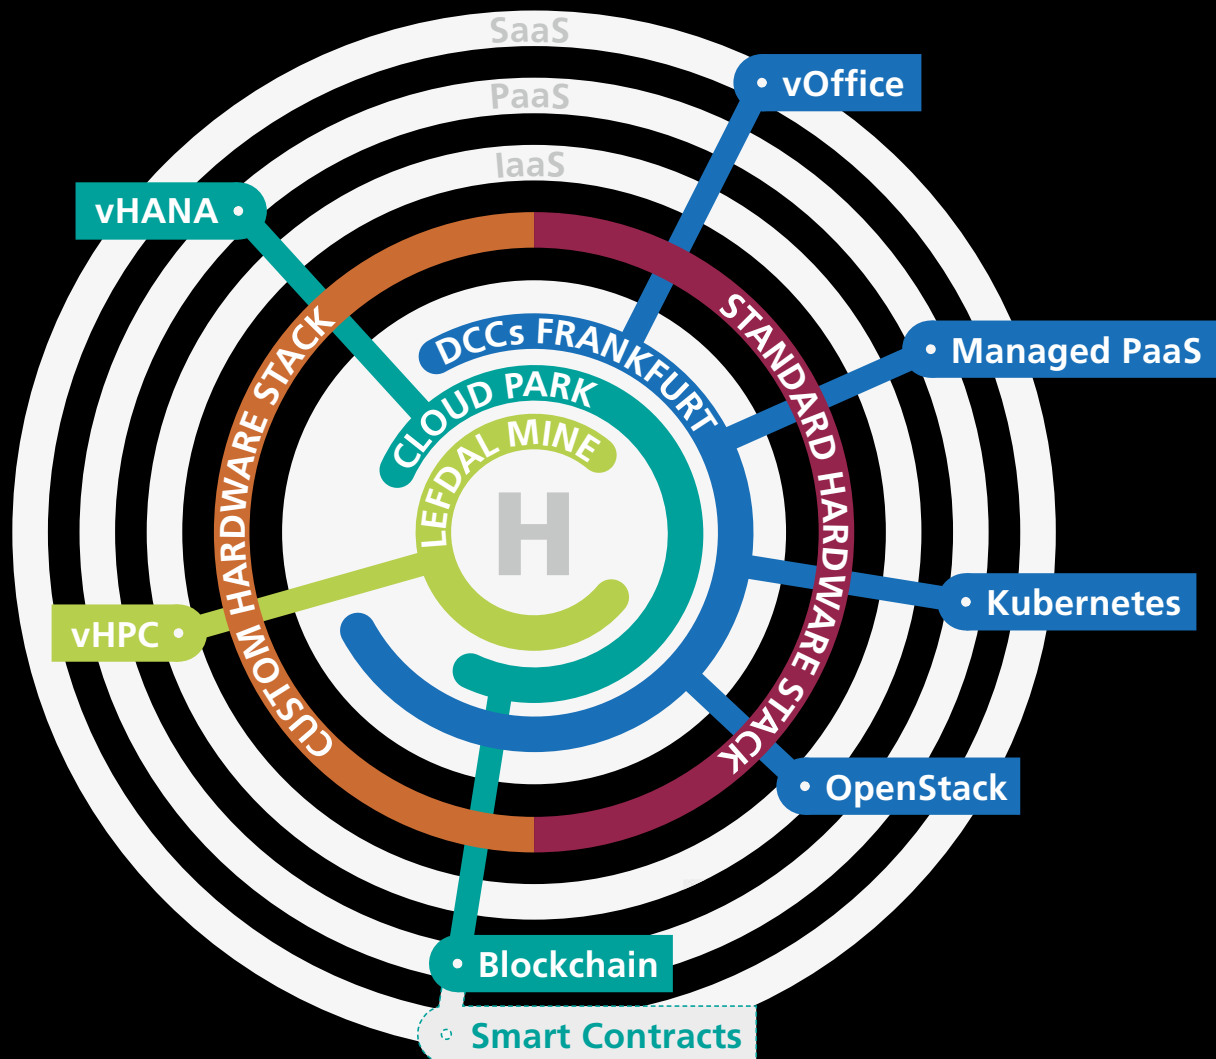 SaaS
PaaS
IaaS
vOffice
vHANA
Managed PaaS
Kubernetes
OpenStack
vHPC
Blockchain
Smart Contracts
CUSTOM HARDWARE STACK
STANDARD HARDWARE STACK
DCCs FRANKFURT
CLOUD PARK
LEFDAL MINE
H